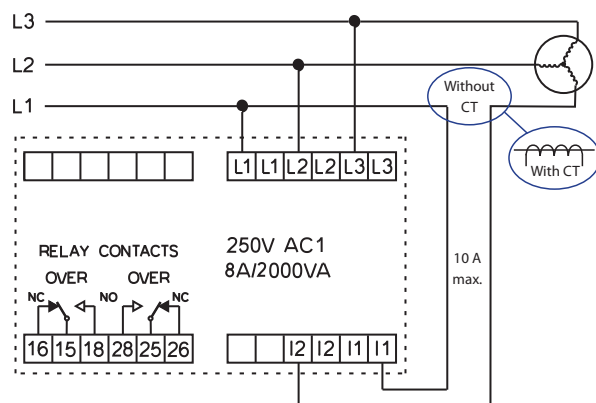 L3
L2
L1
Without
CT
With CT
L1 L1 L2 L2 L3 L3
RELAY CONTACTS
OVER OVER
NC NO NC
250V AC1
8A/2000VA
10 A
max.
16 15 18 28 25 26
I2 I2 I1 I1